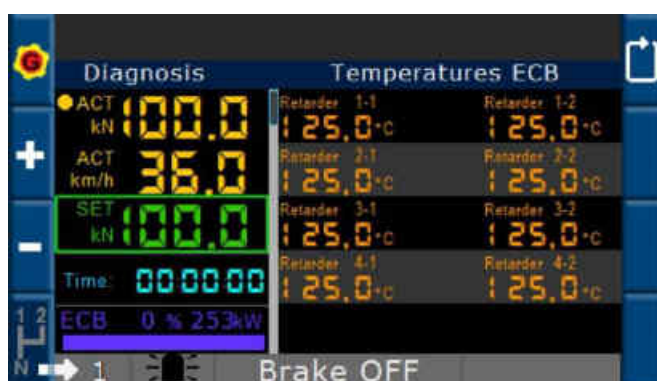 G
Diagnosis
Temperatures ECB
ACT kN 100.0
ACT km/h 36.0
SET kN 100.0
Time: 00:00:00
ECB 0 % 253kW
Retarder 1-1 Retarder 1-2
125.0°C 125.0°C
Retarder 2-1 Retarder 2-2
125.0°C 125.0°C
Retarder 3-1 Retarder 3-2
125.0°C 125.0°C
Retarder 4-1 Retarder 4-2
125.0°C 125.0°C
+
-
1 2
N
1
Brake OFF